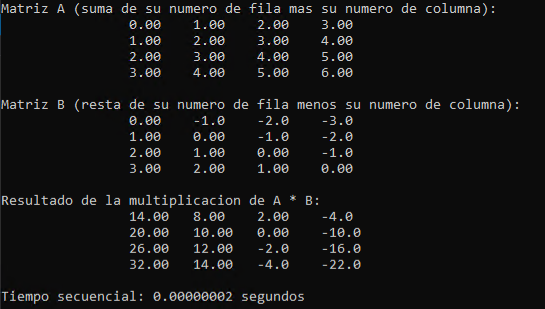 Matriz A (suma de su numero de fila mas su numero de columna):
0.00 1.00 2.00 3.00
1.00 2.00 3.00 4.00
2.00 3.00 4.00 5.00
3.00 4.00 5.00 6.00
Matriz B (resta de su numero de fila menos su numero de columna):
0.00 -1.0 -2.0 -3.0
1.00 0.00 -1.0 -2.0
2.00 1.00 0.00 -1.0
3.00 2.00 1.00 0.00
Resultado de la multiplicacion de A * B:
14.00 8.00 2.00 -4.0
20.00 10.00 0.00 -10.0
26.00 12.00 -2.0 -16.0
32.00 14.00 -4.0 -22.0
Tiempo secuencial: 0.00000002 segundos